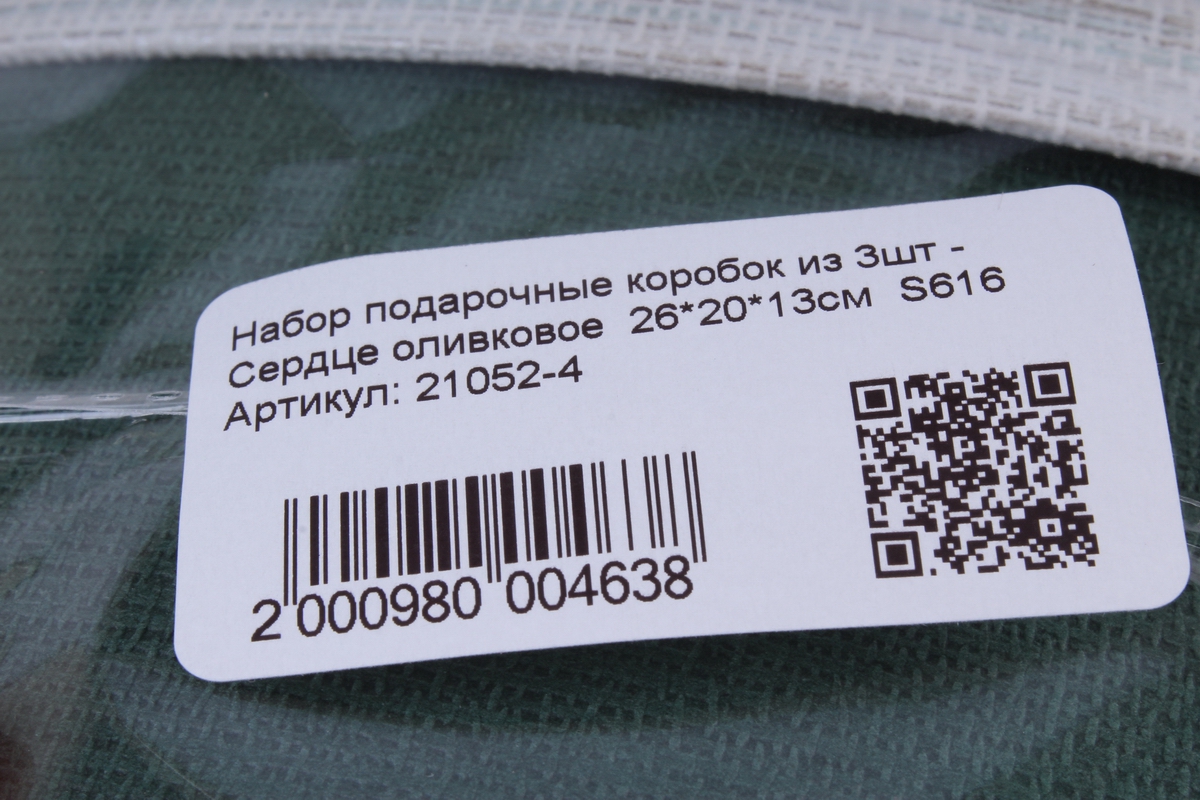 Набор подарочные коробок из 3шт -
Сердце оливковое 26*20*13см S616
Артикул: 21052-4
2 000980 004638